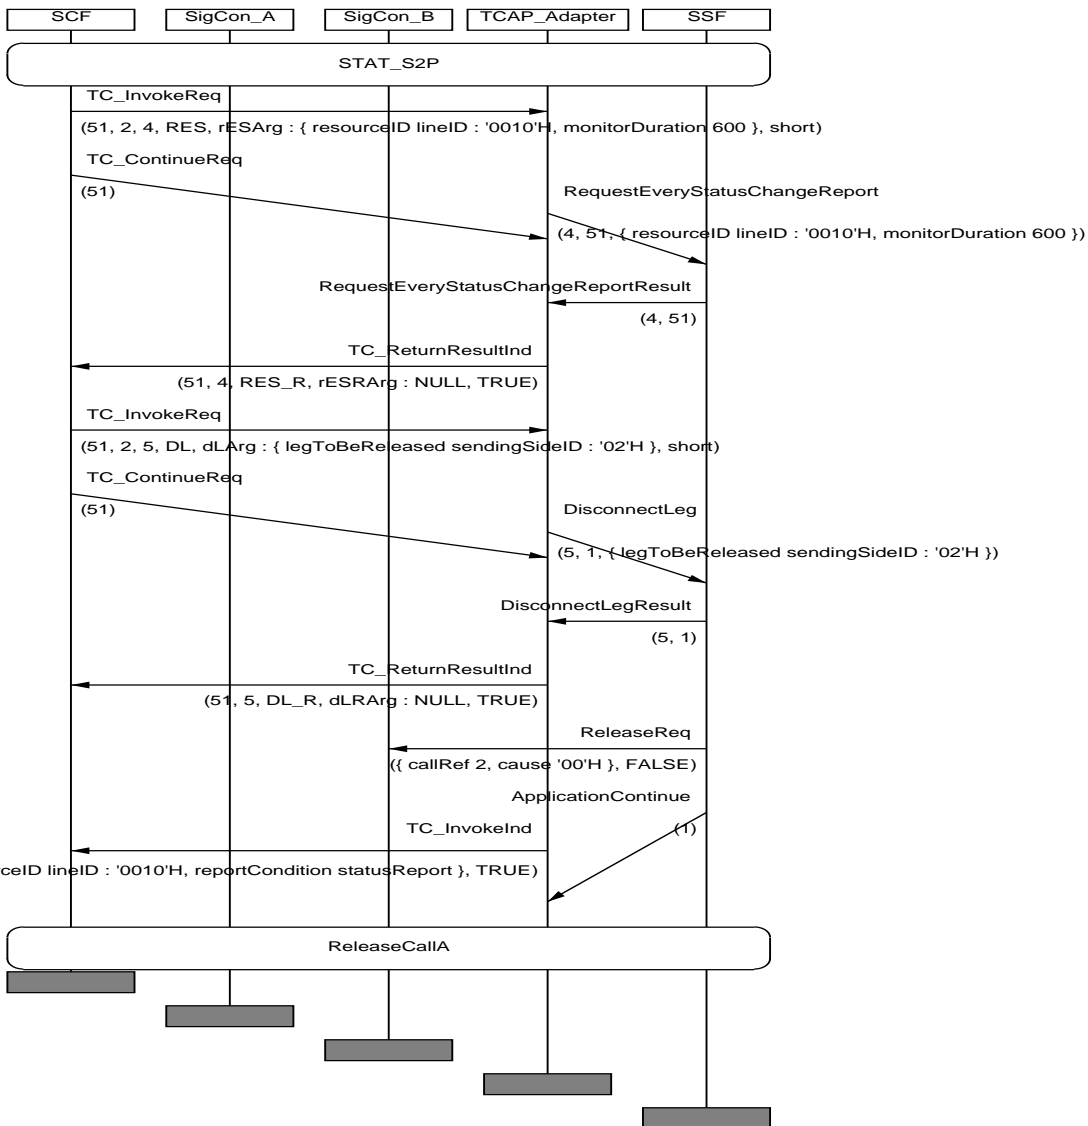 SCF SigCon_A SigCon_B TCAP_Adapter SSF
STAT_S2P
TC_InvokeReq
(51, 2, 4, RES, rESArg : { resourceID lineID : '0010'H, monitorDuration 600 }, short)
TC_ContinueReq
(51)
RequestEveryStatusChangeReport
(4, 51, { resourceID lineID : '0010'H, monitorDuration 600 })
RequestEveryStatusChangeReportResult
(4, 51)
TC_ReturnResultInd
(51, 4, RES_R, rESRArg : NULL, TRUE)
TC_InvokeReq
(51, 2, 5, DL, dLArg : { legToBeReleased sendingSideID : '02'H }, short)
TC_ContinueReq
(51)
DisconnectLeg
(5, 1, { legToBeReleased sendingSideID : '02'H })
DisconnectLegResult
(5, 1)
TC_ReturnResultInd
(51, 5, DL_R, dLRArg : NULL, TRUE)
ReleaseReq
({ callRef 2, cause '00'H }, FALSE)
ApplicationContinue
(1)
TC_InvokeInd
ceID lineID : '0010'H, reportCondition statusReport }, TRUE)
ReleaseCallA